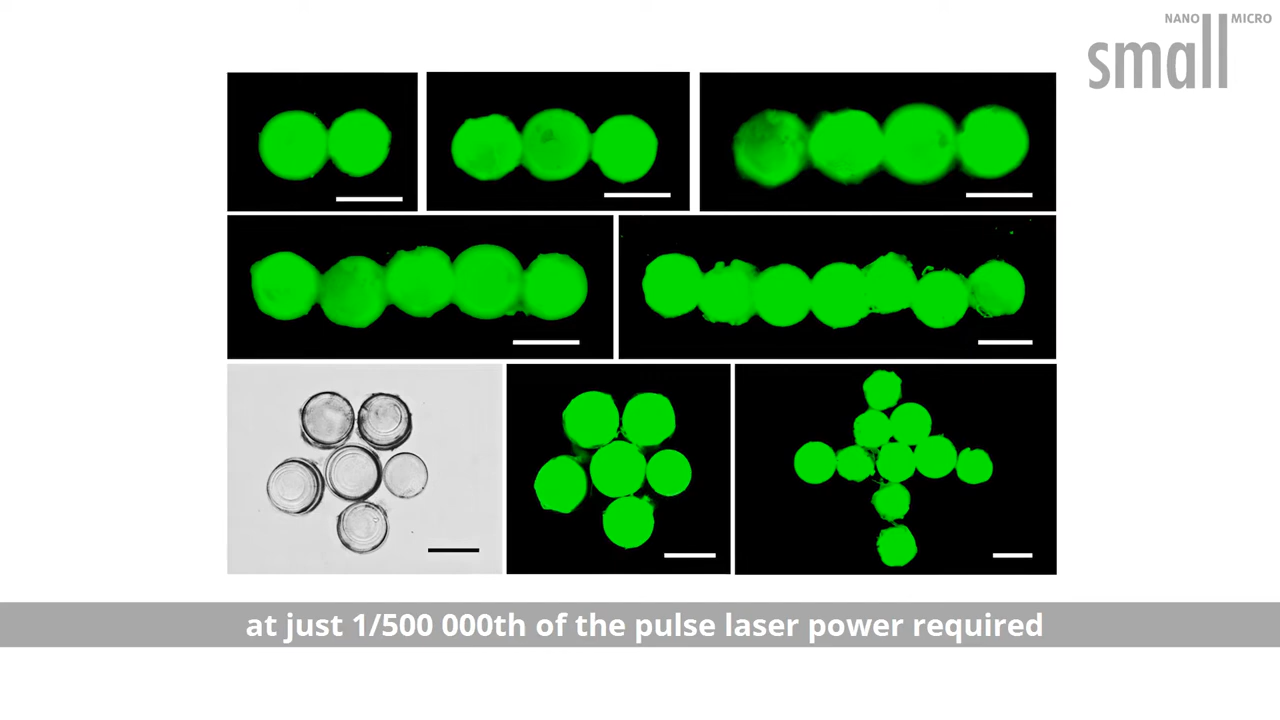 NANO MICRO
small
at just 1/500 000th of the pulse laser power required